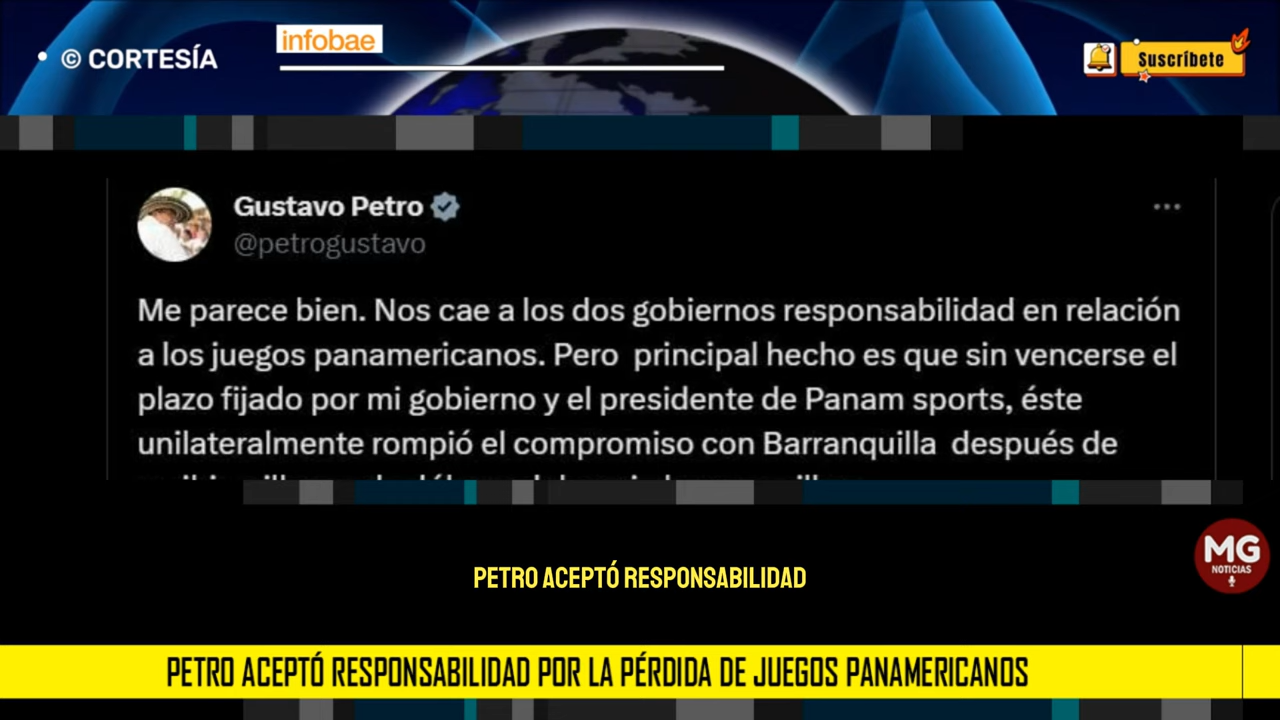 © CORTESÍA
infobae
Suscríbete
Gustavo Petro
@petrogustavo
Me parece bien. Nos cae a los dos gobiernos responsabilidad en relación
a los juegos panamericanos. Pero principal hecho es que sin vencerse el
plazo fijado por mi gobierno y el presidente de Panam sports, éste
unilateralmente rompió el compromiso con Barranquilla después de
PETRO ACEPTÓ RESPONSABILIDAD
MG
NOTICIAS
PETRO ACEPTÓ RESPONSABILIDAD POR LA PÉRDIDA DE JUEGOS PANAMERICANOS